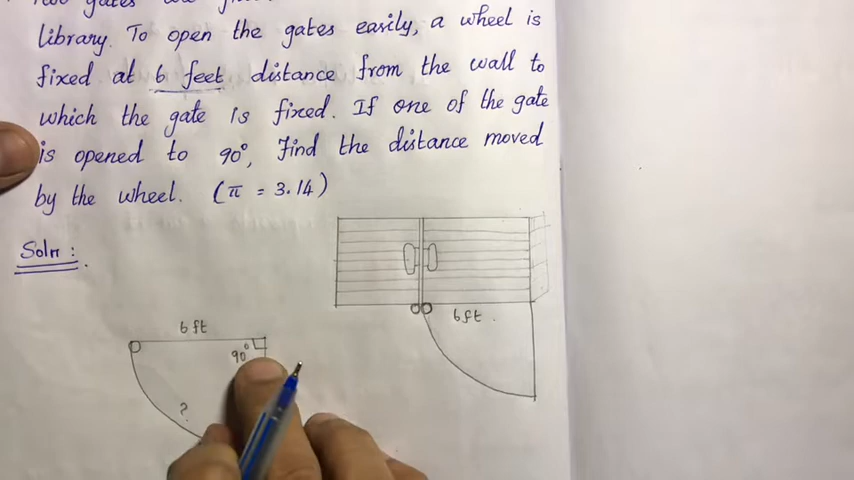 gates
library. To open the gates easily, a wheel is
fixed at 6 feet distance from the wall to
which the gate is fixed. If one of the gate
is opened to 90°, Find the distance moved
by the wheel. (π = 3.14)
Soln :
6 ft
90°
?
6ft